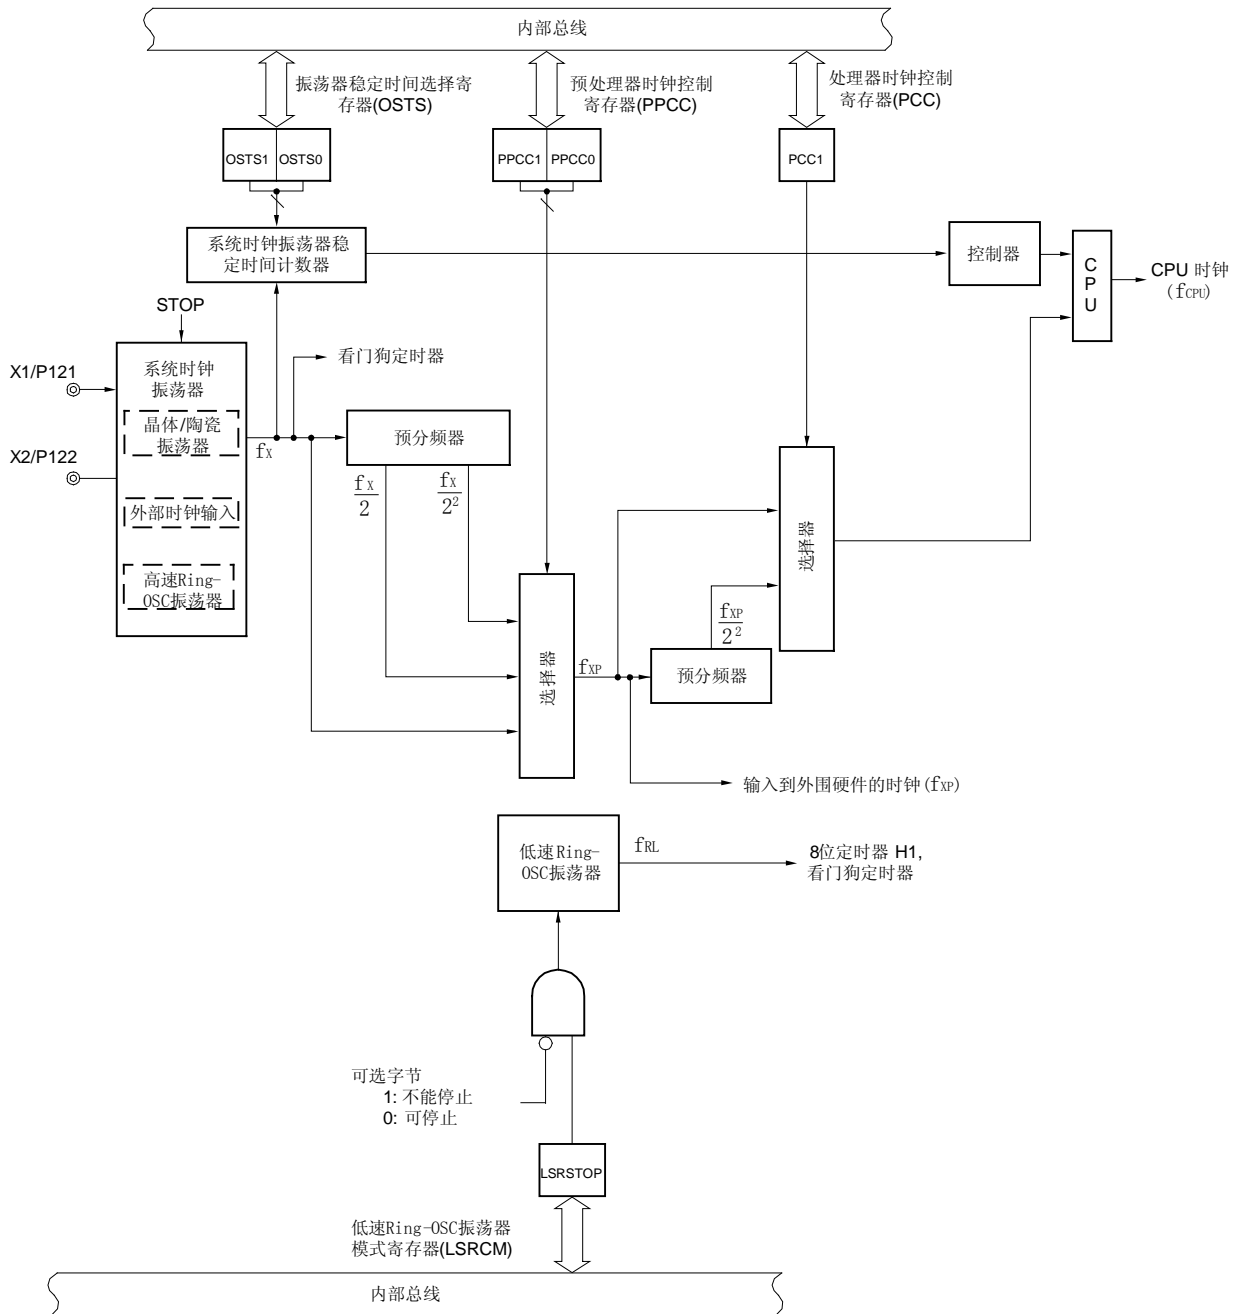 内部总线
振荡器稳定时间选择寄
存器(OSTS)
预处理器时钟控制
寄存器(PPCC)
处理器时钟控制
寄存器(PCC)
OSTS1 OSTS0
PPCC1 PPCC0
PCC1
系统时钟振荡器稳
定时间计数器
控制器
CPU
CPU 时钟
(fCPU)
STOP
X1/P121
X2/P122
系统时钟
振荡器
晶体/陶瓷
振荡器
外部时钟输入
高速Ring-
OSC振荡器
看门狗定时器
fX
预分频器
fX/2
fX/2²
选择器
fXP
fXP/2²
预分频器
选择器
输入到外围硬件的时钟(fXP)
低速Ring-
OSC振荡器
fRL
8位定时器 H1,
看门狗定时器
可选字节
1: 不能停止
0: 可停止
LSRSTOP
低速Ring-OSC振荡器
模式寄存器(LSRCM)
内部总线